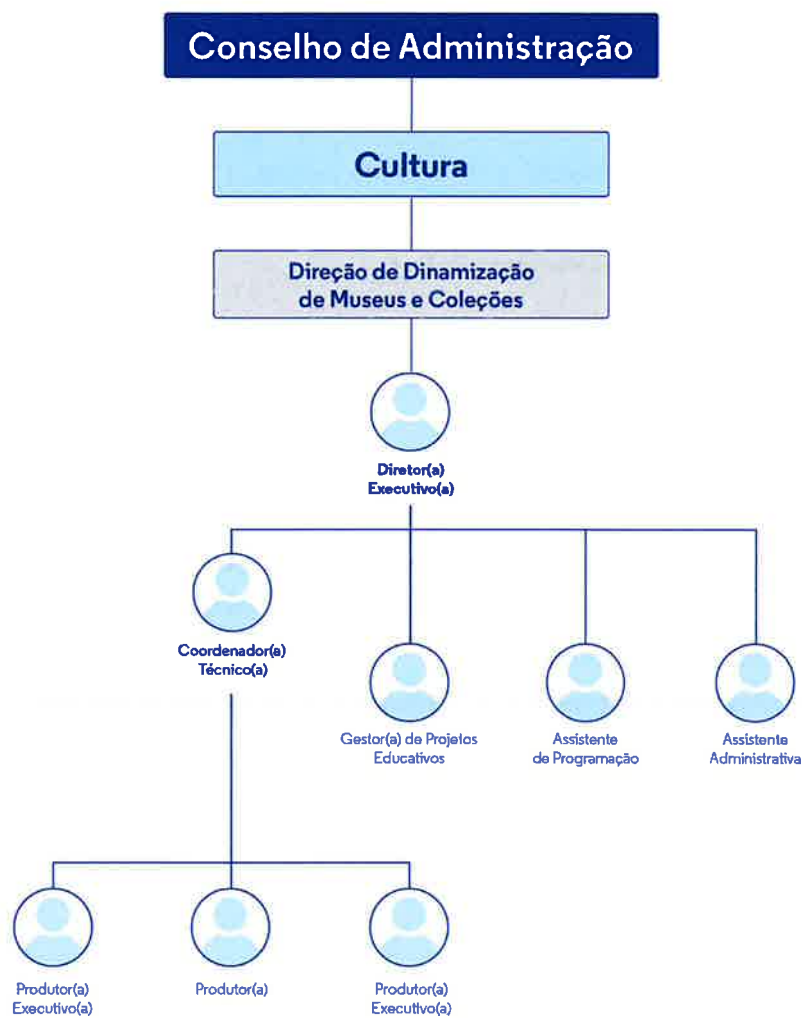 Conselho de Administração
Cultura
Direção de Dinamização
de Museus e Coleções
Diretor(a)
Executivo(a)
Coordenador(a)
Técnico(a)
Gestor(a) de Projetos
Educativos
Assistente
de Programação
Assistente
Administrativa
Produtor(a)
Executivo(a)
Produtor(a)
Produtor(a)
Executivo(a)